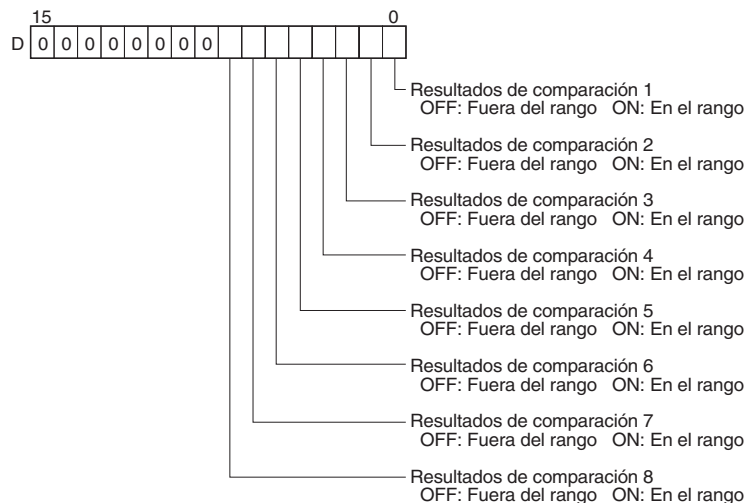 15 0
D 0 0 0 0 0 0 0 0
Resultados de comparación 1
OFF: Fuera del rango ON: En el rango
Resultados de comparación 2
OFF: Fuera del rango ON: En el rango
Resultados de comparación 3
OFF: Fuera del rango ON: En el rango
Resultados de comparación 4
OFF: Fuera del rango ON: En el rango
Resultados de comparación 5
OFF: Fuera del rango ON: En el rango
Resultados de comparación 6
OFF: Fuera del rango ON: En el rango
Resultados de comparación 7
OFF: Fuera del rango ON: En el rango
Resultados de comparación 8
OFF: Fuera del rango ON: En el rango